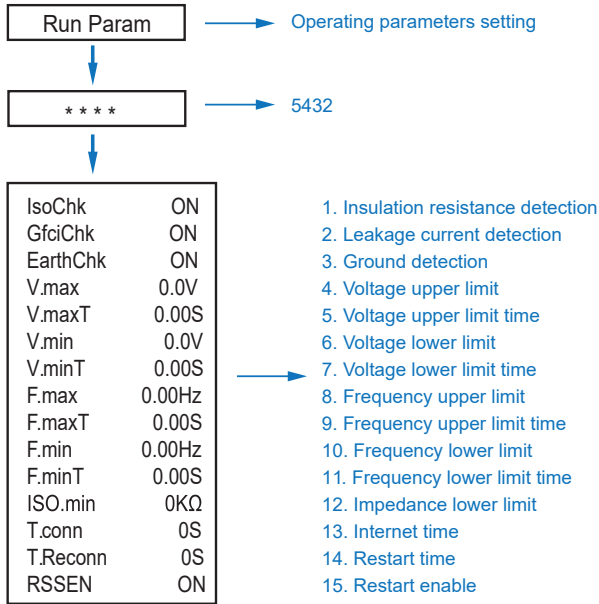 Run Param
Operating parameters setting
* * * *
5432
IsoChk ON
GfciChk ON
EarthChk ON
V.max 0.0V
V.maxT 0.00S
V.min 0.0V
V.minT 0.00S
F.max 0.00Hz
F.maxT 0.00S
F.min 0.00Hz
F.minT 0.00S
ISO.min 0KΩ
T.conn 0S
T.Reconn 0S
RSSEN ON
1. Insulation resistance detection
2. Leakage current detection
3. Ground detection
4. Voltage upper limit
5. Voltage upper limit time
6. Voltage lower limit
7. Voltage lower limit time
8. Frequency upper limit
9. Frequency upper limit time
10. Frequency lower limit
11. Frequency lower limit time
12. Impedance lower limit
13. Internet time
14. Restart time
15. Restart enable